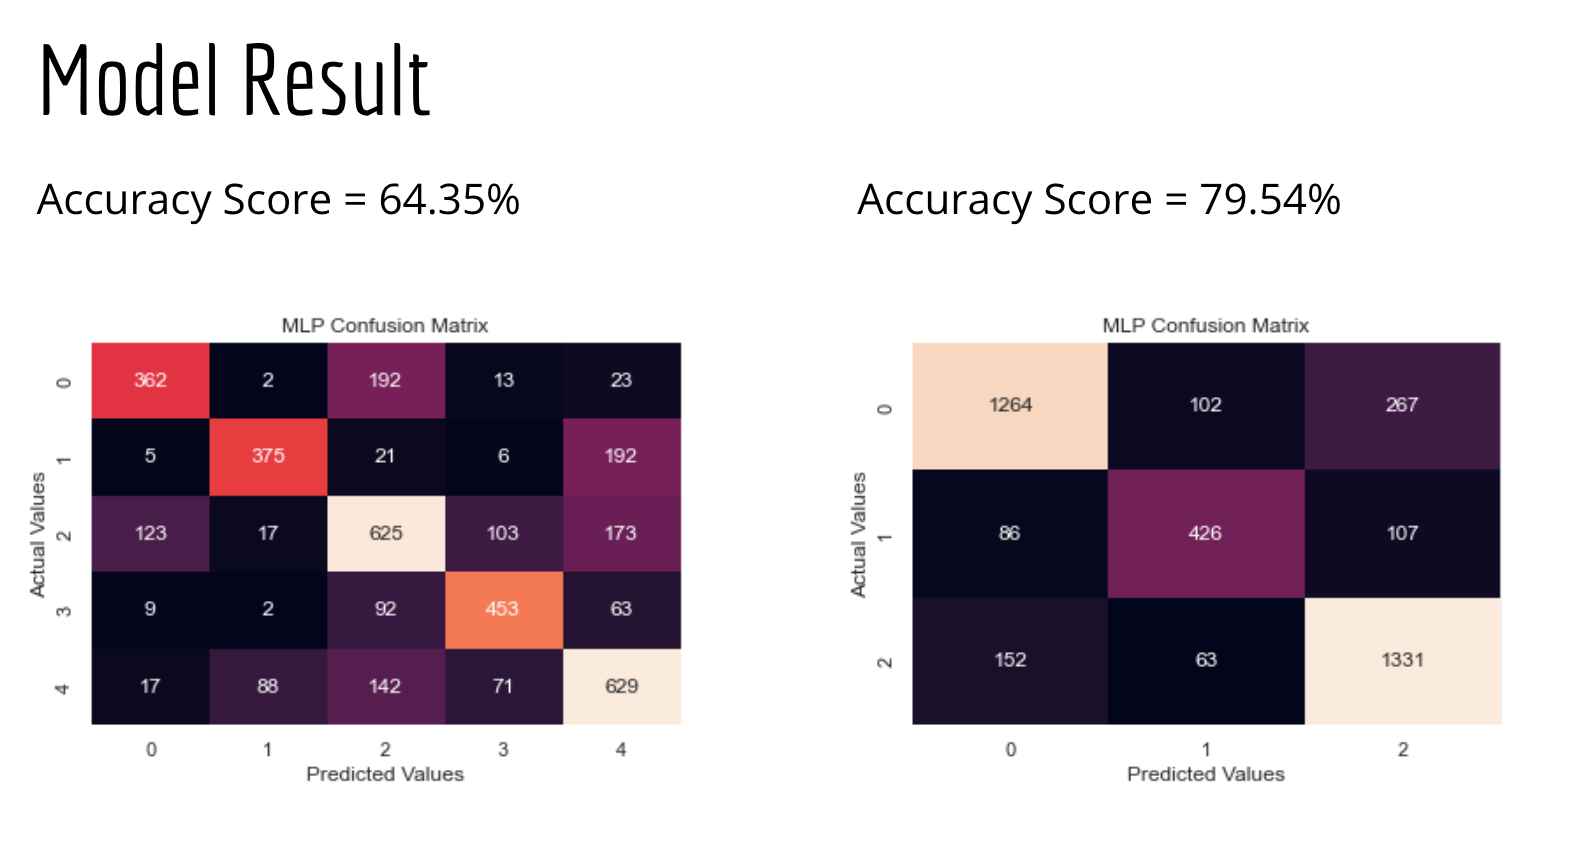 Model Result
Accuracy Score = 64.35%
MLP Confusion Matrix
Actual Values
0 362 2 192 13 23
1 5 375 21 6 192
2 123 17 625 103 173
3 9 2 92 453 63
4 17 88 142 71 629
0 1 2 3 4
Predicted Values
Accuracy Score = 79.54%
MLP Confusion Matrix
Actual Values
0 1264 102 267
1 86 426 107
2 152 63 1331
0 1 2
Predicted Values